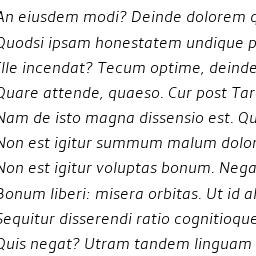 An eiusdem modi? Deinde dolorem
Quodsi ipsam honestatem undique
Ille incendat? Tecum optime, deinde
Quare attende, quaeso. Cur post Tar
Nam de isto magna dissensio est. Qu
Non est igitur summum malum dolor
Non est igitur voluptas bonum. Nega
Bonum liberi: misera orbitas. Ut id
Sequitur disserendi ratio cognitioque
Quis negat? Utram tandem linguam